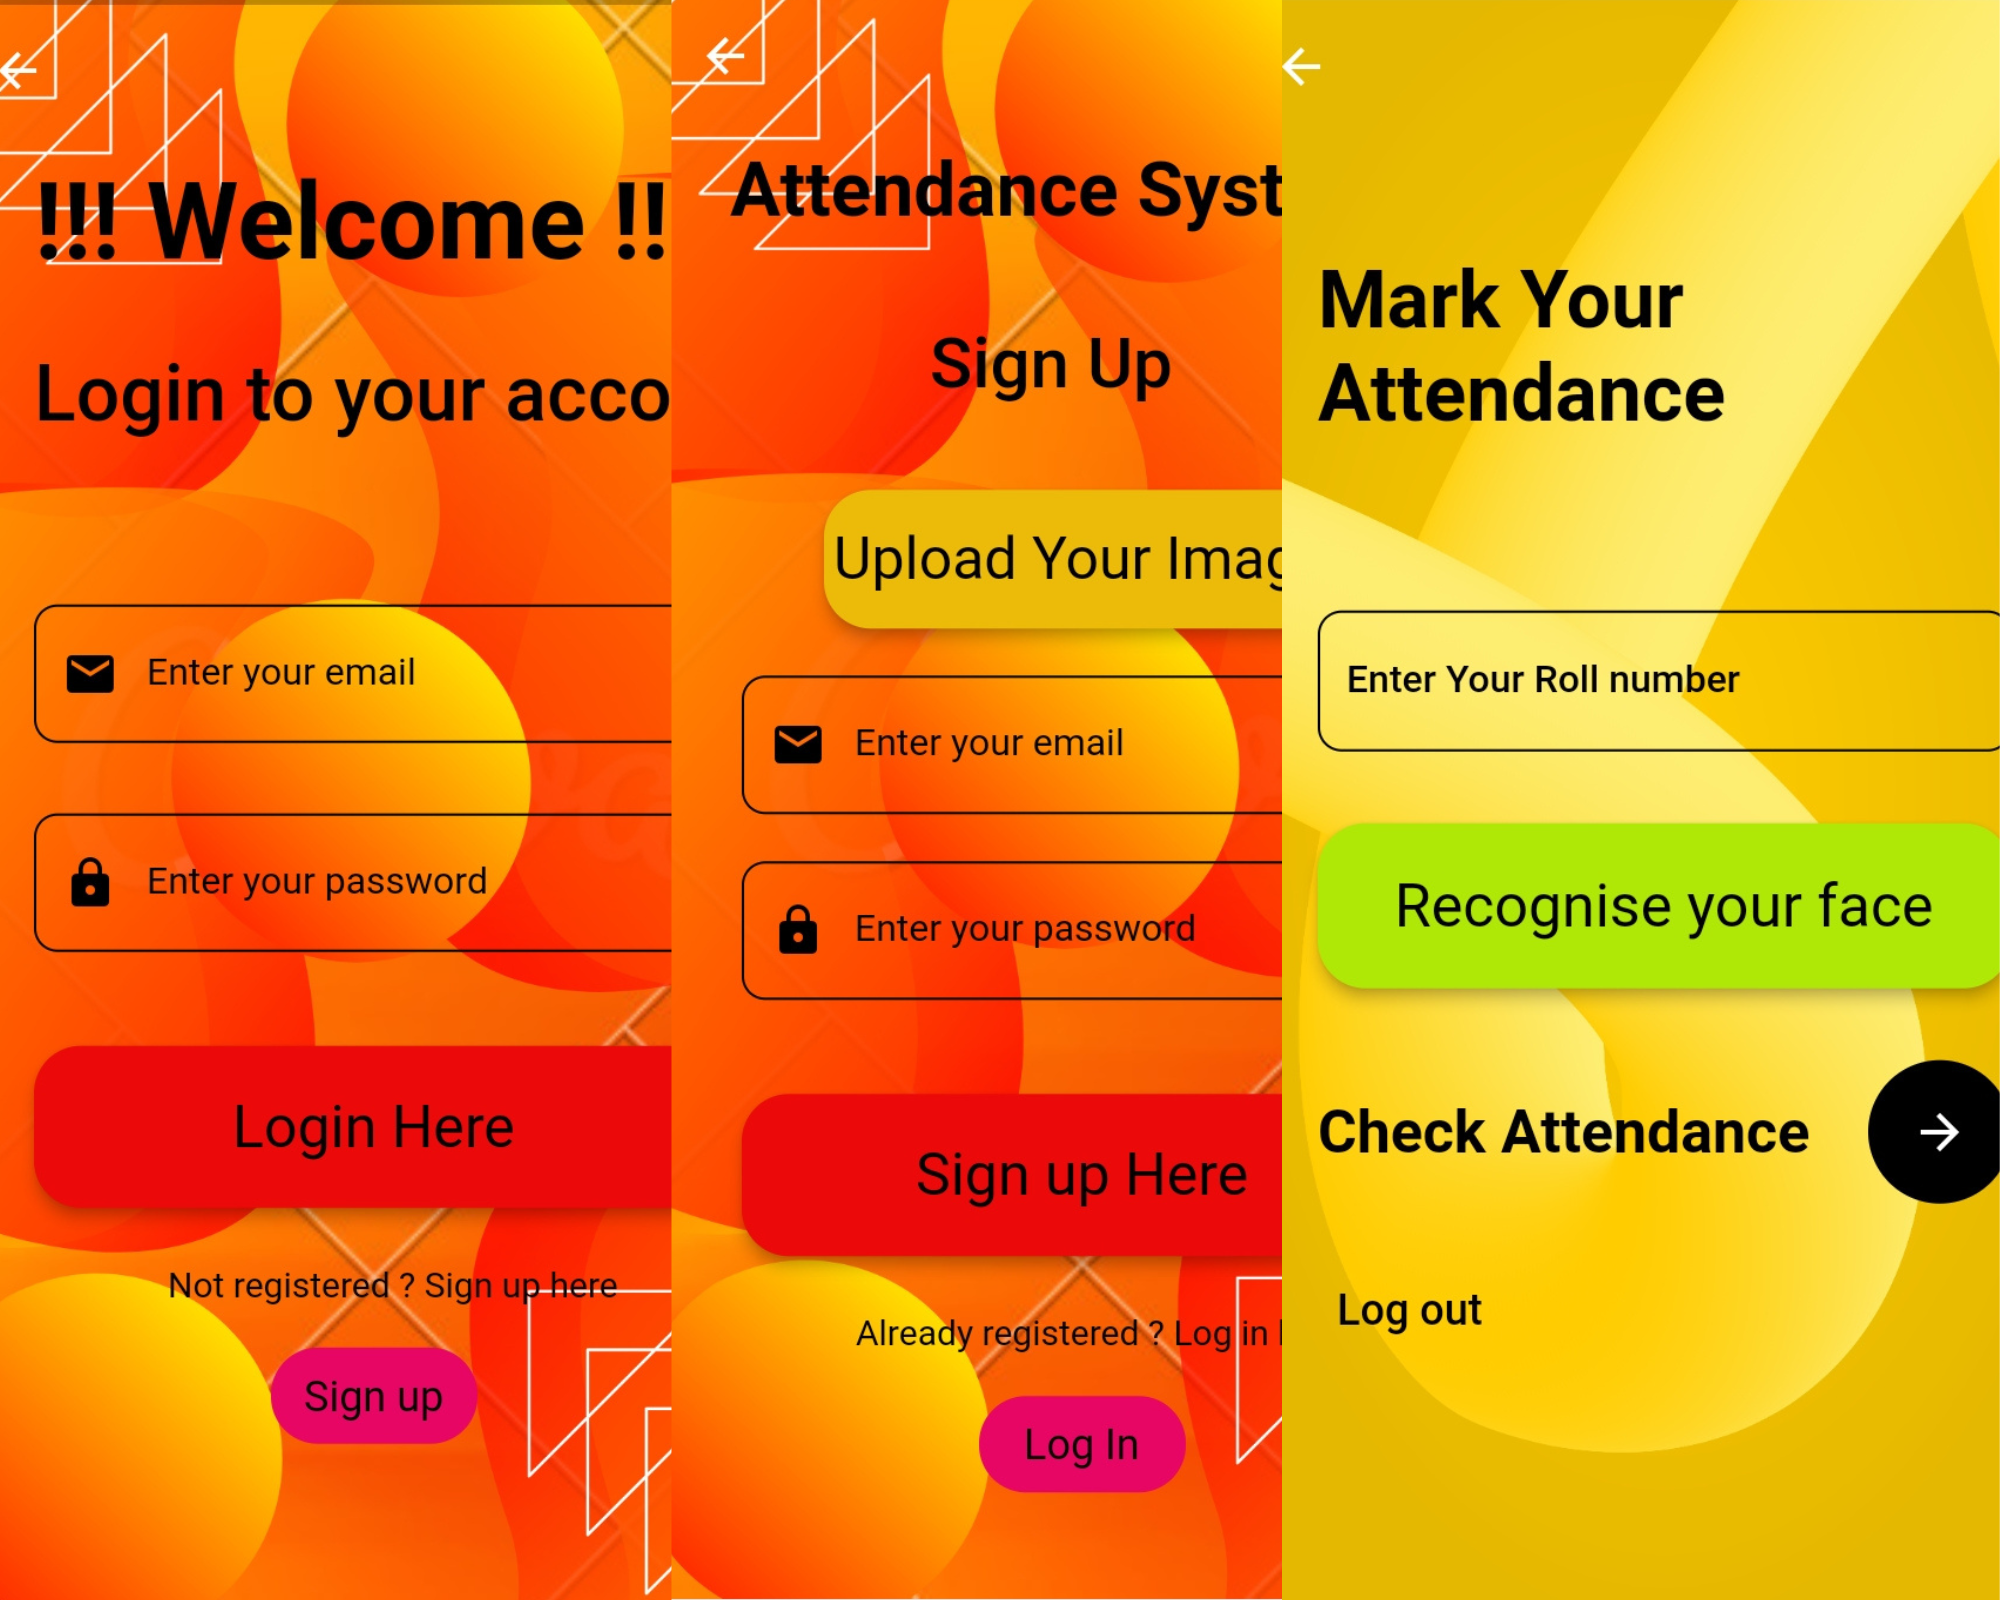 !!! Welcome !!
Login to your acco
Enter your email
Enter your password
Login Here
Not registered ? Sign up here
Sign up
Attendance Syst
Sign Up
Upload Your Imag
Enter your email
Enter your password
Sign up Here
Already registered ? Log in
Log In
Mark Your
Attendance
Enter Your Roll number
Recognise your face
Check Attendance
Log out